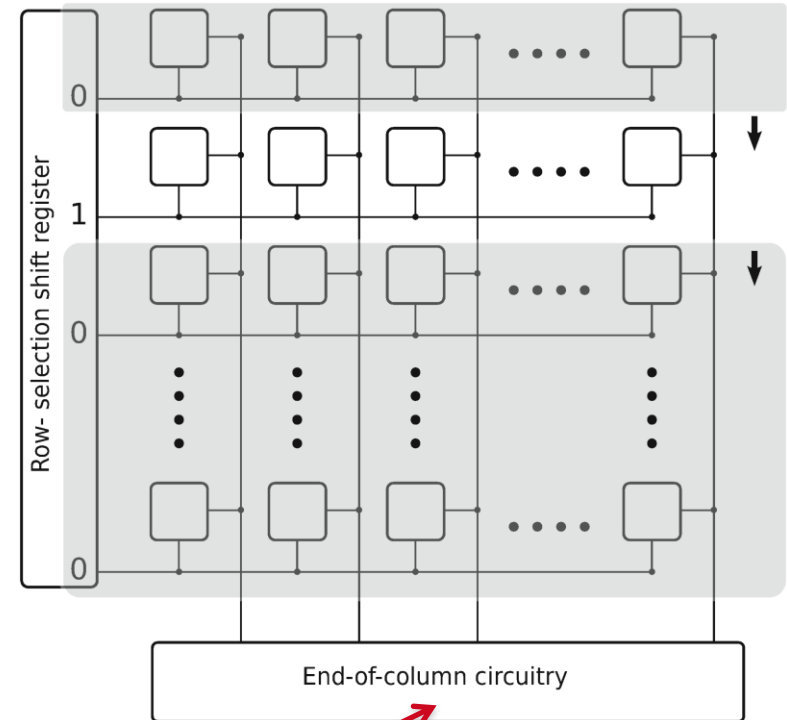 0
1
Row- selection shift register
0
0
End-of-column circuitry